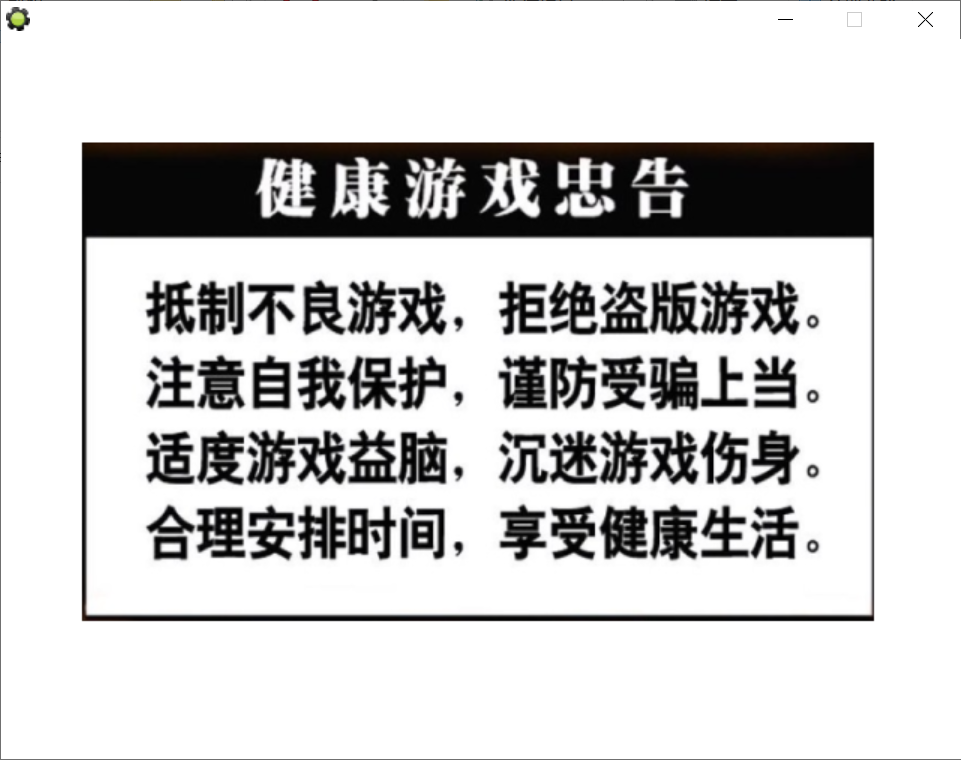 健康游戏忠告
抵制不良游戏，拒绝盗版游戏。
注意自我保护，谨防受骗上当。
适度游戏益脑，沉迷游戏伤身。
合理安排时间，享受健康生活。